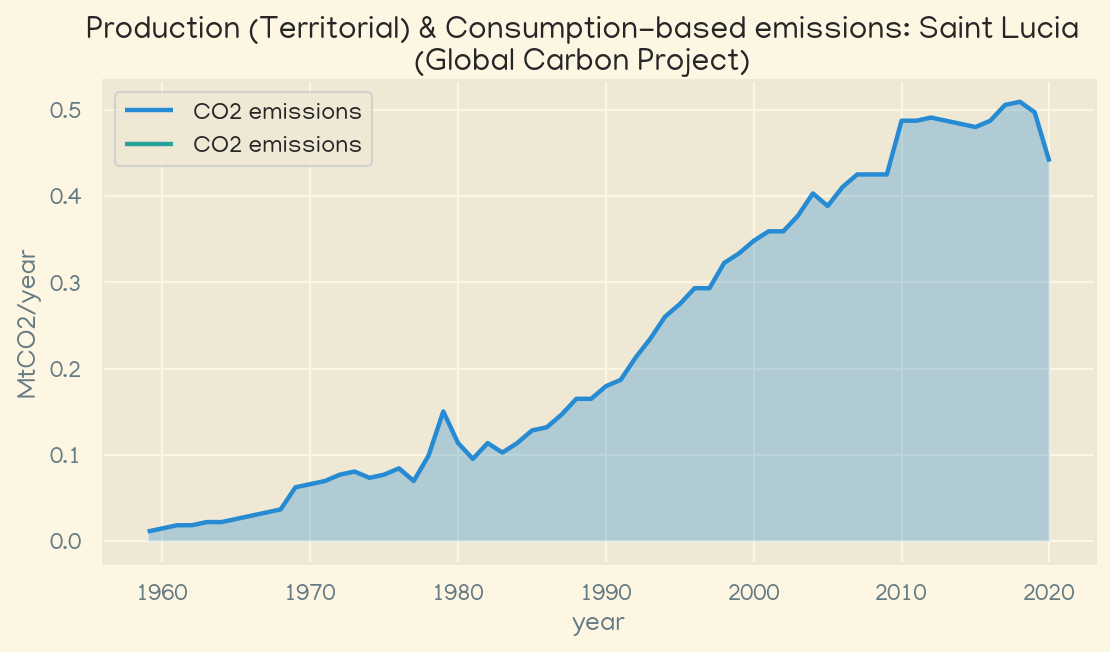 Production (Territorial) & Consumption-based emissions: Saint Lucia
(Global Carbon Project)
CO2 emissions
CO2 emissions
MtCO2/year
0.5
0.4
0.3
0.2
0.1
0.0
1960 1970 1980 1990 2000 2010 2020
year